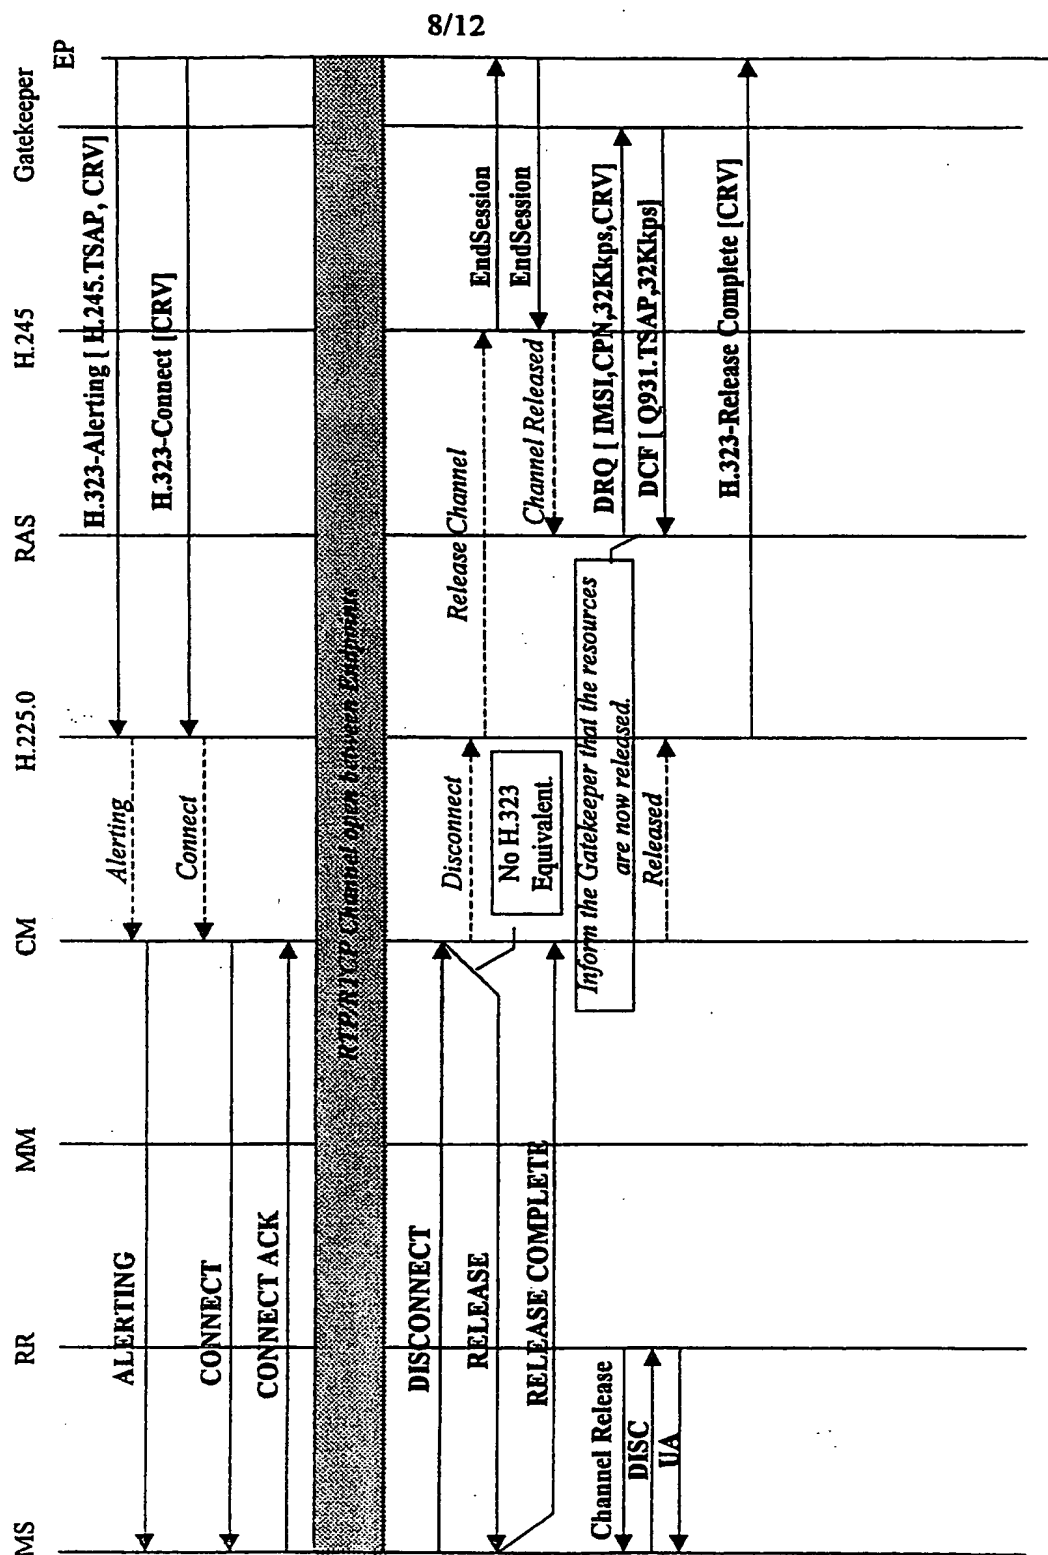 8/12
MS
RR
MM
CM
H.225.0
RAS
H.245
Gatekeeper
EP
H.323-Alerting [ H.245.TSAP, CRV]
Alerting
ALERTING
H.323-Connect [CRV]
Connect
CONNECT
CONNECT ACK
RTP/RTCP Channel open between Endpoints
DISCONNECT
Disconnect
Release Channel
EndSession
RELEASE
No H.323
Equivalent.
EndSession
Channel Released
RELEASE COMPLETE
Inform the Gatekeeper that the resources
are now released.
DRQ [ IMSI,CPN,32Kkps,CRV]
DCF [ Q931.TSAP,32Kkps]
Channel Release
DISC
UA
Released
H.323-Release Complete [CRV]